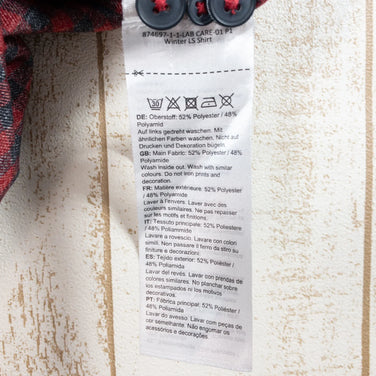 874697-1-1-LAB CARE-01 P1
Winter LS Shirt
30
DE: Oberstoff: 52% Polyester / 48%
Polyamid
Auf links gedreht waschen. Mit
ähnlichen Farben waschen. Nicht auf
Drucken und Dekoration bügeln
GB: Main Fabric: 52% Polyester / 48%
Polyamide
Wash inside out. Wash with similar
colours. Do not iron prints and
decoration.
FR: Matière extérieure: 52% Polyester
/ 48% Polyamide
Laver à l'envers. Laver avec des
couleurs similaires. Ne pas repasser
sur les motifs et finitions.
IT: Tessuto principale: 52% Poliestere
/ 48% Poliammide
Lavare a rovescio. Lavare con colori
simili. Non passare il ferro da stiro su
finiture e decorazioni.
ES: Tejido exterior: 52% Poliéster /
48% Poliamida
Lavar del revés. Lavar con prendas
de colores similares. No planchar sobre
los estampados ni los motivos
decorativos.
PT: Fábrica principal: 52% Poliéster /
48% Poliamida
Lavar do avesso. Lavar com peças de
cor semelhante. Não engomar os
acessórios e decorações.